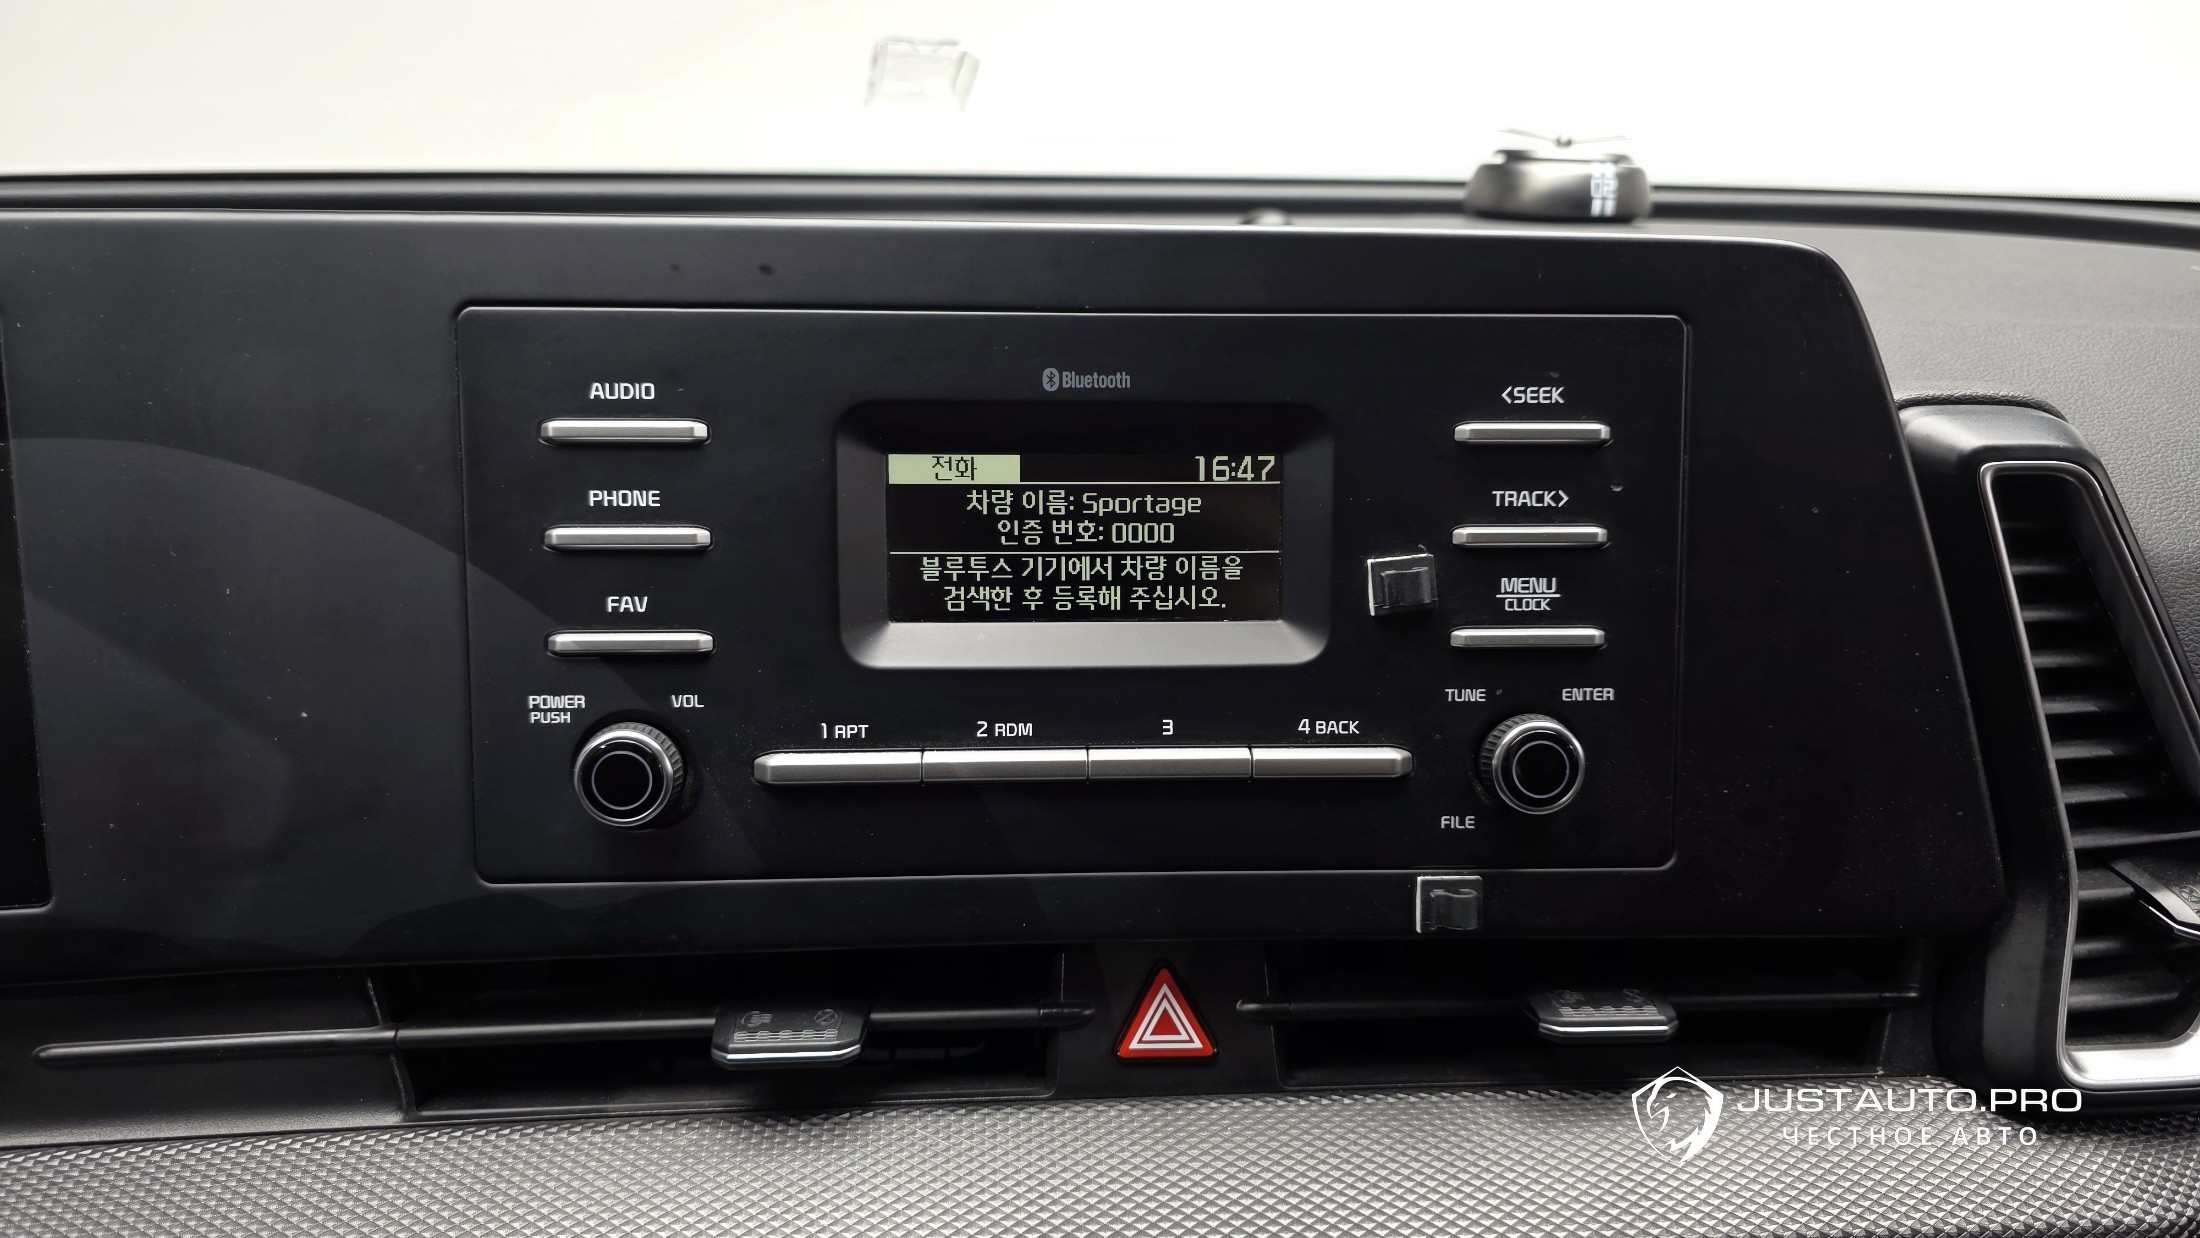 Bluetooth
AUDIO
PHONE
FAV
POWER
PUSH
VOL
전화 16:47
차량 이름: Sportage
인증 번호: 0000
블루투스 기기에서 차량 이름을
검색한 후 등록해 주십시오.
<SEEK
TRACK>
MENU
CLOCK
TUNE
ENTER
FILE
1 RPT
2 RDM
3
4 BACK
JUSTAUTO.PRO
ЧЕСТНОЕ АВТО